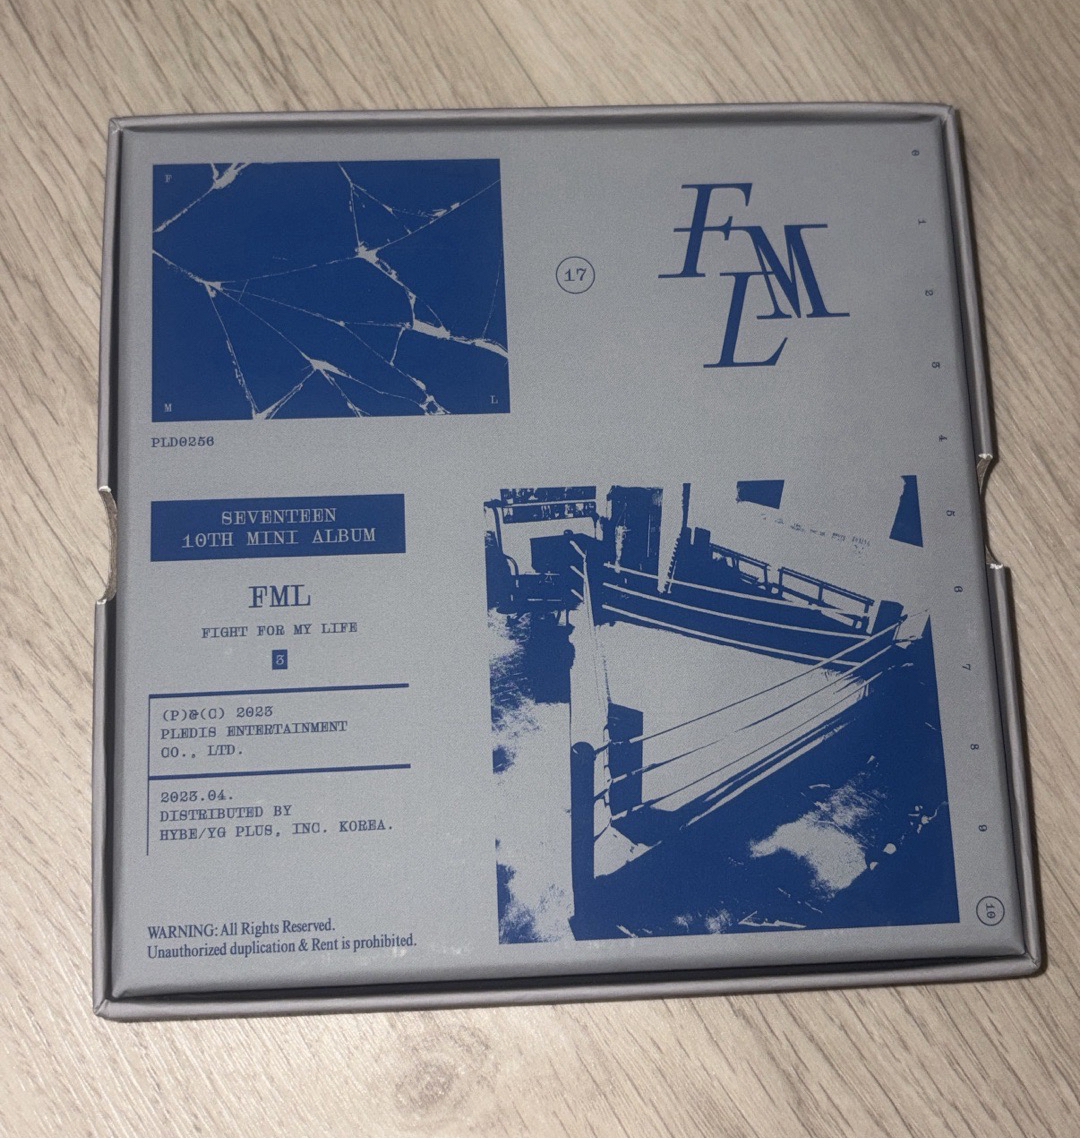 F
M
L
PLD0256
17
FML
SEVENTEEN
10TH MINI ALBUM
FML
FIGHT FOR MY LIFE
3
(P)&(C) 2023
PLEDIS ENTERTAINMENT
CO., LTD.
2023.04.
DISTRIBUTED BY
HYBE/YG PLUS, INC. KOREA.
WARNING: All Rights Reserved.
Unauthorized duplication & Rent is prohibited.
0
1
2
3
4
5
6
7
8
9
10